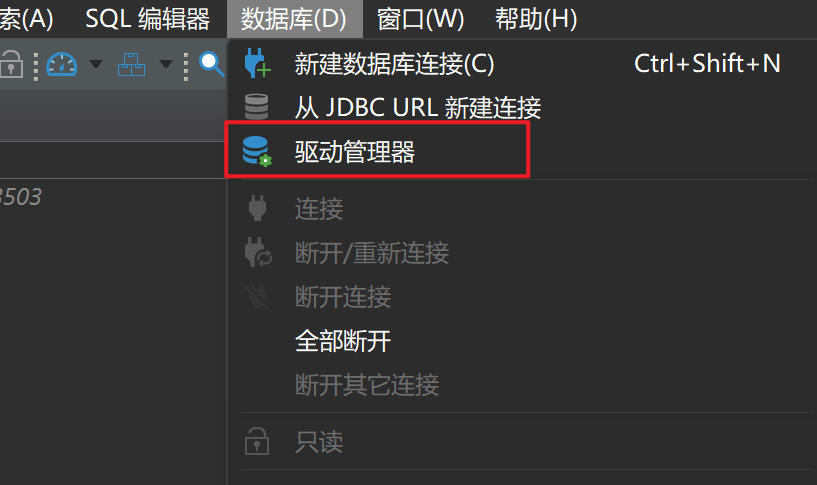 索(A) SQL 编辑器 数据库(D) 窗口(W) 帮助(H)
新建数据库连接(C) Ctrl+Shift+N
从 JDBC URL 新建连接
驱动管理器
8503
连接
断开/重新连接
断开连接
全部断开
断开其它连接
只读